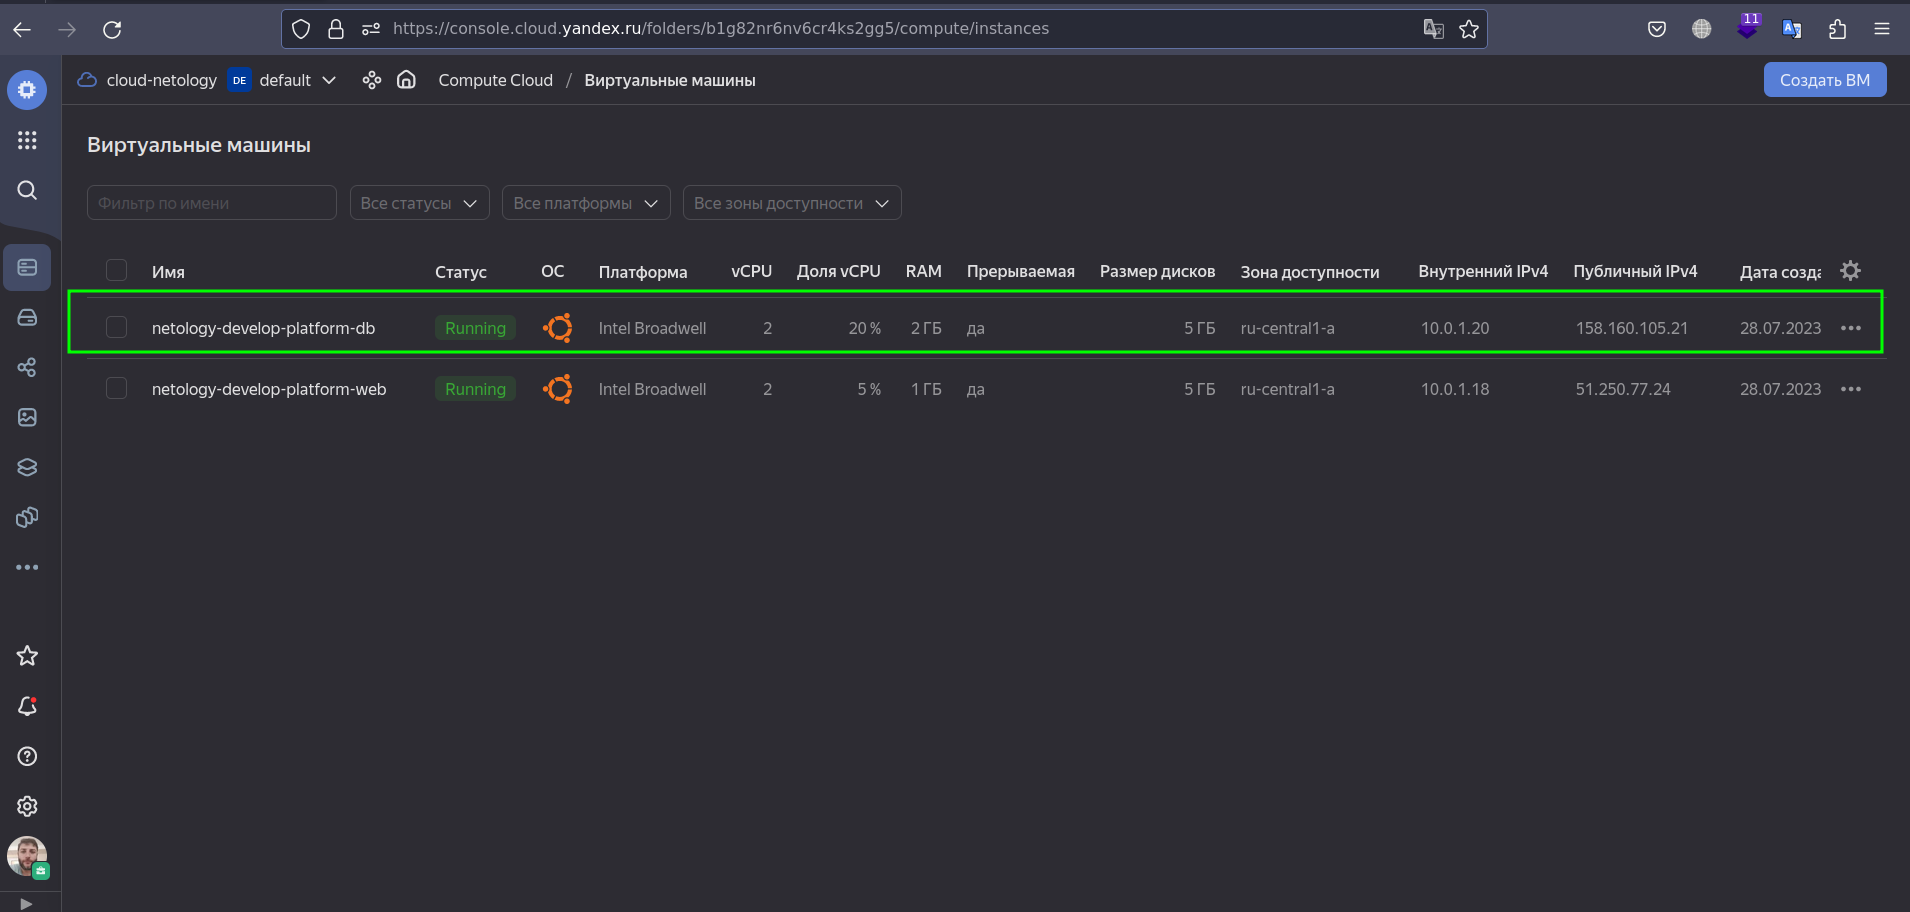 https://console.cloud.yandex.ru/folders/b1g82nr6nv6cr4ks2gg5/compute/instances
11
cloud-netology DE default Compute Cloud / Виртуальные машины Создать ВМ
Виртуальные машины
Фильтр по имени Все статусы Все платформы Все зоны доступности
Имя Статус ОС Платформа vCPU Доля vCPU RAM Прерываемая Размер дисков Зона доступности Внутренний IPv4 Публичный IPv4 Дата созда
netology-develop-platform-db Running Intel Broadwell 2 20 % 2 ГБ да 5 ГБ ru-central1-a 10.0.1.20 158.160.105.21 28.07.2023
netology-develop-platform-web Running Intel Broadwell 2 5 % 1 ГБ да 5 ГБ ru-central1-a 10.0.1.18 51.250.77.24 28.07.2023